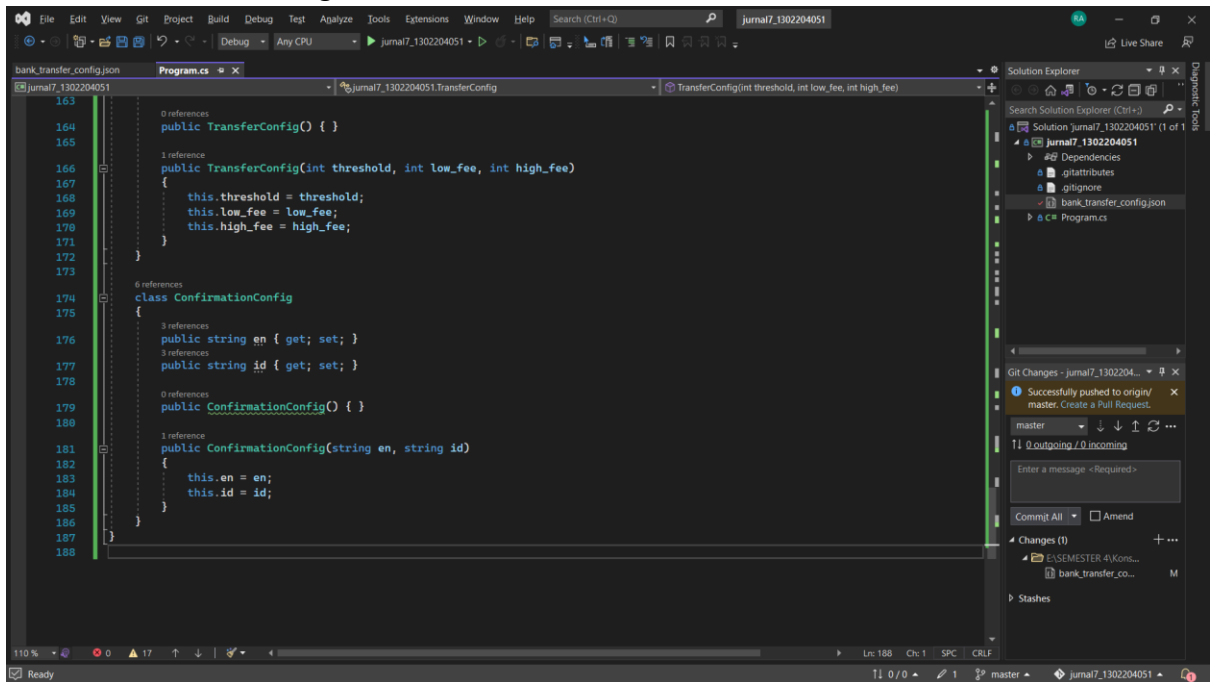 File Edit View Git Project Build Debug Test Analyze Tools Extensions Window Help Search (Ctrl+Q) jurnal7_1302204051 RA
Debug Any CPU jurnal7_1302204051 Live Share
bank_transfer_config.json Program.cs
jurnal7_1302204051 jurnal7_1302204051.TransferConfig TransferConfig(int threshold, int low_fee, int high_fee)
163
0 references
164 public TransferConfig() { }
165
1 reference
166 public TransferConfig(int threshold, int low_fee, int high_fee)
167 {
168 this.threshold = threshold;
169 this.low_fee = low_fee;
170 this.high_fee = high_fee;
171 }
172 }
173
6 references
174 class ConfirmationConfig
175 {
3 references
176 public string en { get; set; }
3 references
177 public string id { get; set; }
178
0 references
179 public ConfirmationConfig() { }
180
1 reference
181 public ConfirmationConfig(string en, string id)
182 {
183 this.en = en;
184 this.id = id;
185 }
186 }
187 }
188
110 % 0 17 Ln: 188 Ch: 1 SPC CRLF
Solution Explorer
Search Solution Explorer (Ctrl+;)
Solution 'jurnal7_1302204051' (1 of 1
jurnal7_1302204051
Dependencies
.gitattributes
.gitignore
bank_transfer_config.json
C# Program.cs
Git Changes - jurnal7_1302204...
Successfully pushed to origin/
master. Create a Pull Request.
master
0 outgoing / 0 incoming
Enter a message <Required>
Commit All Amend
Changes (1)
E:\SEMESTER 4\Kons...
bank_transfer_co... M
Stashes
Diagnostic Tools
Ready 0 / 0 1 master jurnal7_1302204051 1